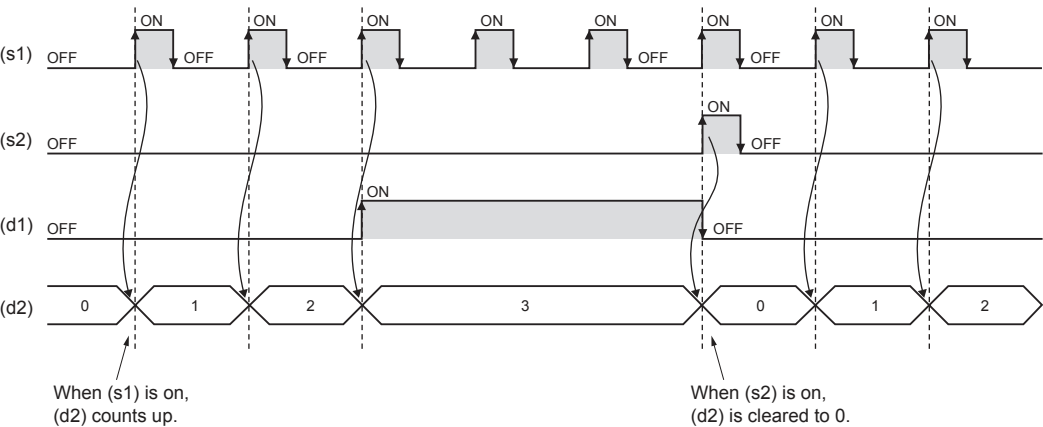 ON ON ON ON ON ON ON ON
(s1) OFF OFF OFF OFF OFF OFF OFF
ON
(s2) OFF OFF
ON
(d1) OFF OFF
(d2) 0 1 2 3 0 1 2
When (s1) is on,
(d2) counts up.
When (s2) is on,
(d2) is cleared to 0.